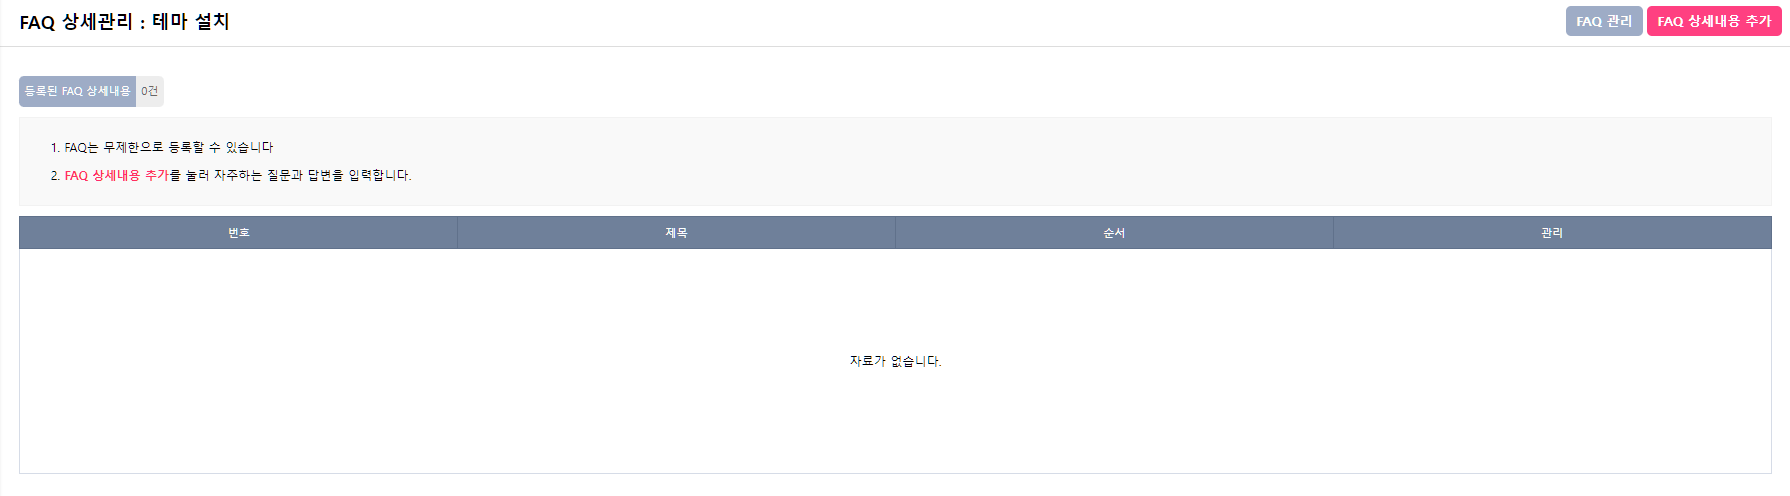 FAQ 상세관리 : 테마 설치
FAQ 관리 FAQ 상세내용 추가
등록된 FAQ 상세내용 0건
1. FAQ는 무제한으로 등록할 수 있습니다
2. FAQ 상세내용 추가를 눌러 자주하는 질문과 답변을 입력합니다.
번호 제목 순서 관리
자료가 없습니다.